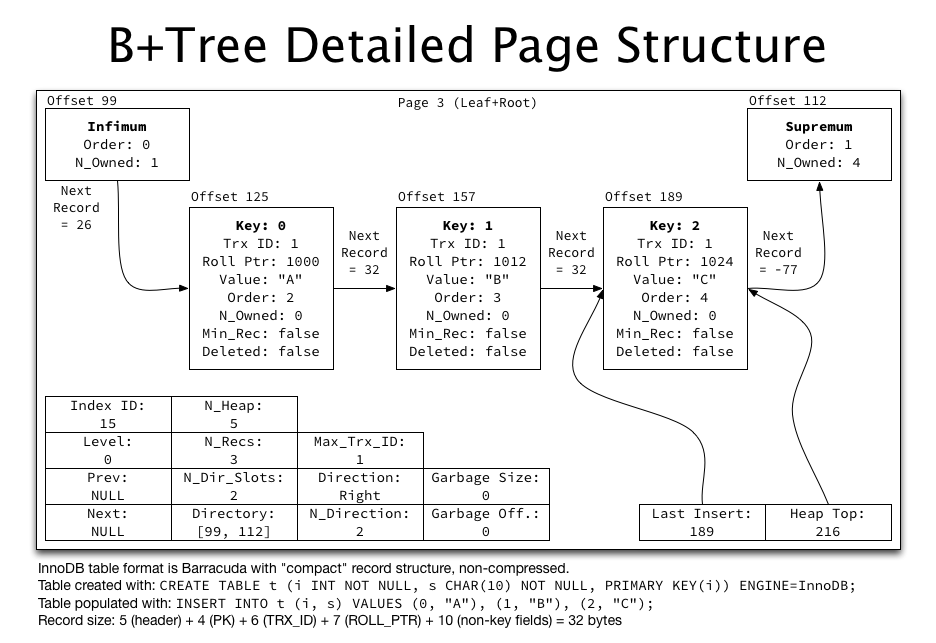 B+Tree Detailed Page Structure
Page 3 (Leaf+Root)
Offset 99
Infimum
Order: 0
N_Owned: 1
Next
Record
= 26
Offset 125
Key: 0
Trx ID: 1
Roll Ptr: 1000
Value: "A"
Order: 2
N_Owned: 0
Min_Rec: false
Deleted: false
Next
Record
= 32
Offset 157
Key: 1
Trx ID: 1
Roll Ptr: 1012
Value: "B"
Order: 3
N_Owned: 0
Min_Rec: false
Deleted: false
Next
Record
= 32
Offset 189
Key: 2
Trx ID: 1
Roll Ptr: 1024
Value: "C"
Order: 4
N_Owned: 0
Min_Rec: false
Deleted: false
Next
Record
= -77
Offset 112
Supremum
Order: 1
N_Owned: 4
Index ID:
15
N_Heap:
5
Level:
0
N_Recs:
3
Max_Trx_ID:
1
Prev:
NULL
N_Dir_Slots:
2
Direction:
Right
Garbage Size:
0
Next:
NULL
Directory:
[99, 112]
N_Direction:
2
Garbage Off.:
0
Last Insert:
189
Heap Top:
216
InnoDB table format is Barracuda with "compact" record structure, non-compressed.
Table created with: CREATE TABLE t (i INT NOT NULL, s CHAR(10) NOT NULL, PRIMARY KEY(i)) ENGINE=InnoDB;
Table populated with: INSERT INTO t (i, s) VALUES (0, "A"), (1, "B"), (2, "C");
Record size: 5 (header) + 4 (PK) + 6 (TRX_ID) + 7 (ROLL_PTR) + 10 (non-key fields) = 32 bytes